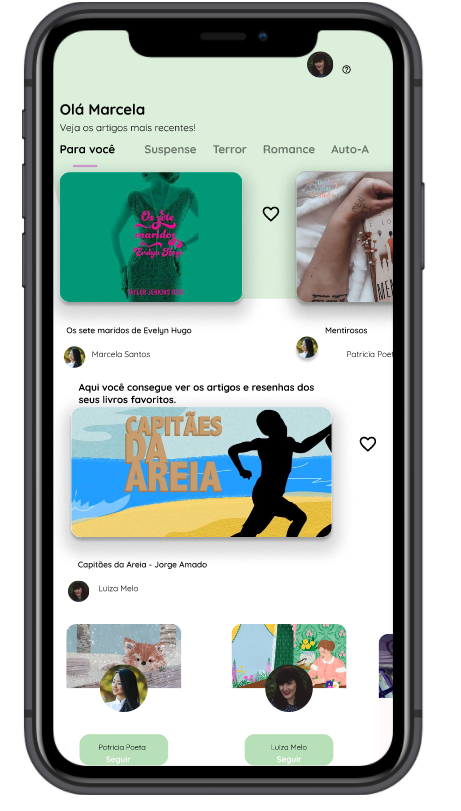 Olá Marcela
Veja os artigos mais recentes!
Para você Suspense Terror Romance Auto-A
Os sete
maridos
Evelyn Hugo
TAYLOR JENKINS REID
Os sete maridos de Evelyn Hugo
Mentirosos
Marcela Santos
Patricia Poet
Aqui você consegue ver os artigos e resenhas dos
seus livros favoritos.
CAPITÃES
DA
AREIA
Capitães da Areia - Jorge Amado
Luiza Melo
Patricia Poeta
Seguir
Luiza Melo
Seguir